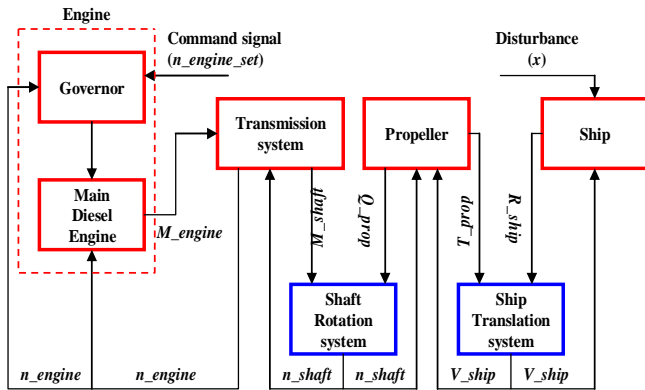 Engine
Command signal
(n_engine_set)
Disturbance
(x)
Governor
Transmission
system
Propeller
Ship
Main
Diesel
Engine
M_engine
M_shaft
Q_prop
T_prop
R_ship
Shaft
Rotation
system
Ship
Translation
system
n_engine
n_engine
n_shaft
n_shaft
V_ship
V_ship